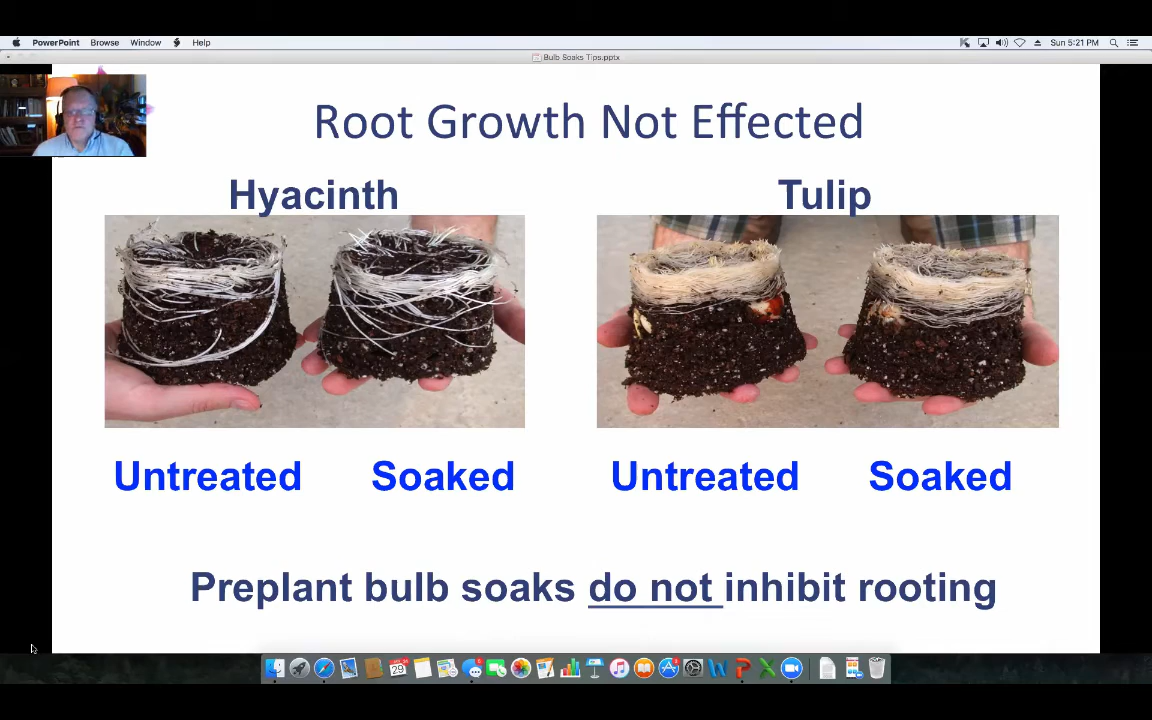 PowerPoint Browse Window Help Sun 5:21 PM
Bulb Soaks Tips.pptx
Root Growth Not Effected
Hyacinth Tulip
Untreated Soaked Untreated Soaked
Preplant bulb soaks do not inhibit rooting
29